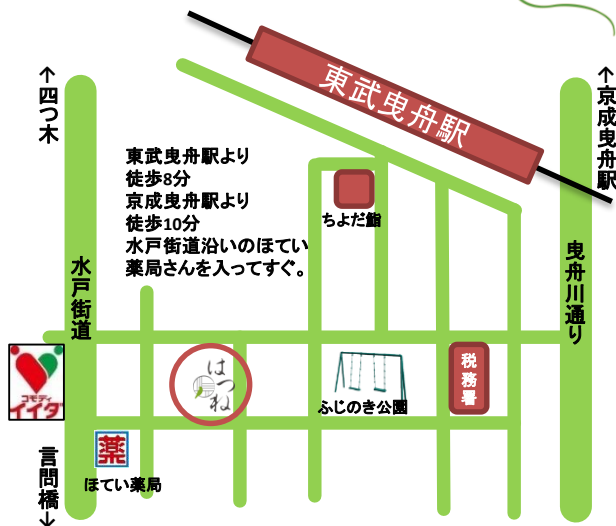 東武曳舟駅
↑四つ木
↑京成曳舟駅
東武曳舟駅より
徒歩8分
京成曳舟駅より
徒歩10分
水戸街道沿いのほてい
薬局さんを入ってすぐ。
ちよだ鮨
水戸街道
曳舟川通り
コモディ
イイダ
はつね
ふじのき公園
税務署
薬
ほてい薬局
言問橋↓